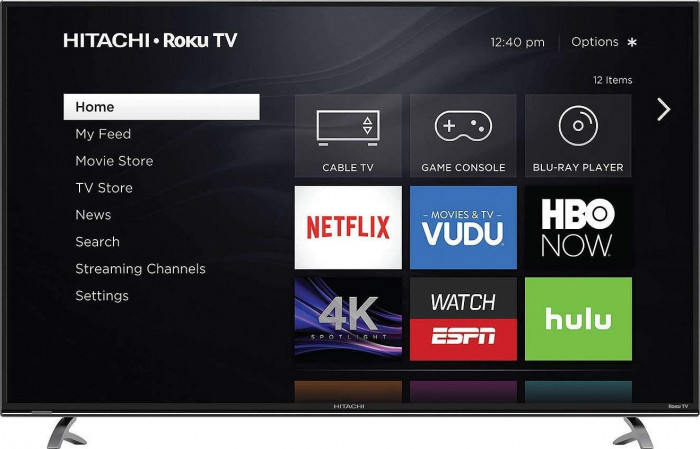 HITACHI • Roku TV
12:40 pm
Options *
12 Items
Home
My Feed
Movie Store
TV Store
News
Search
Streaming Channels
Settings
CABLE TV
GAME CONSOLE
BLU-RAY PLAYER
NETFLIX
MOVIES & TV
VUDU
HBO
NOW
4K
SPOTLIGHT
WATCH
ESPN
hulu
HITACHI
Roku TV